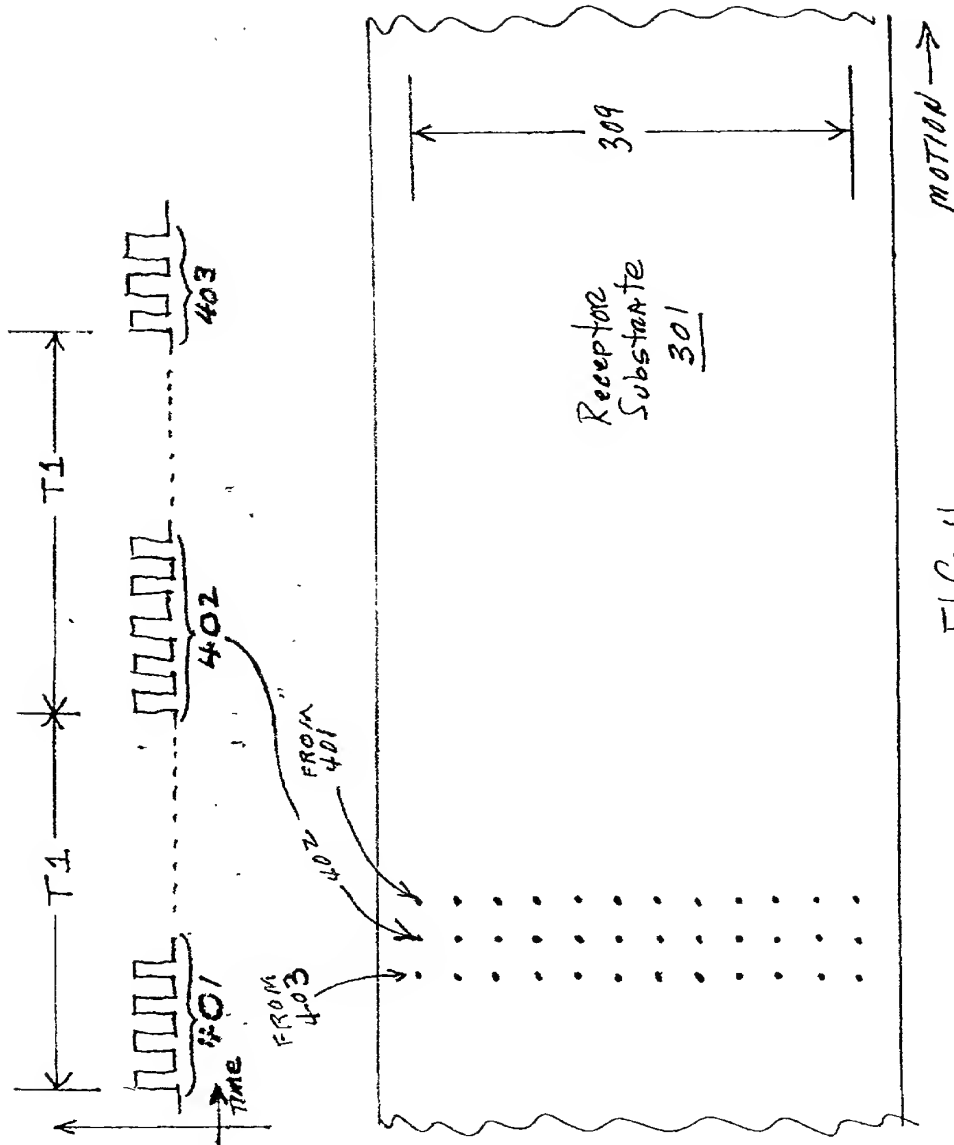 T1
T1
401
402
403
TIME
FROM
403
402
FROM
401
Receptor
Substrate
301
309
MOTION
FIG. 4